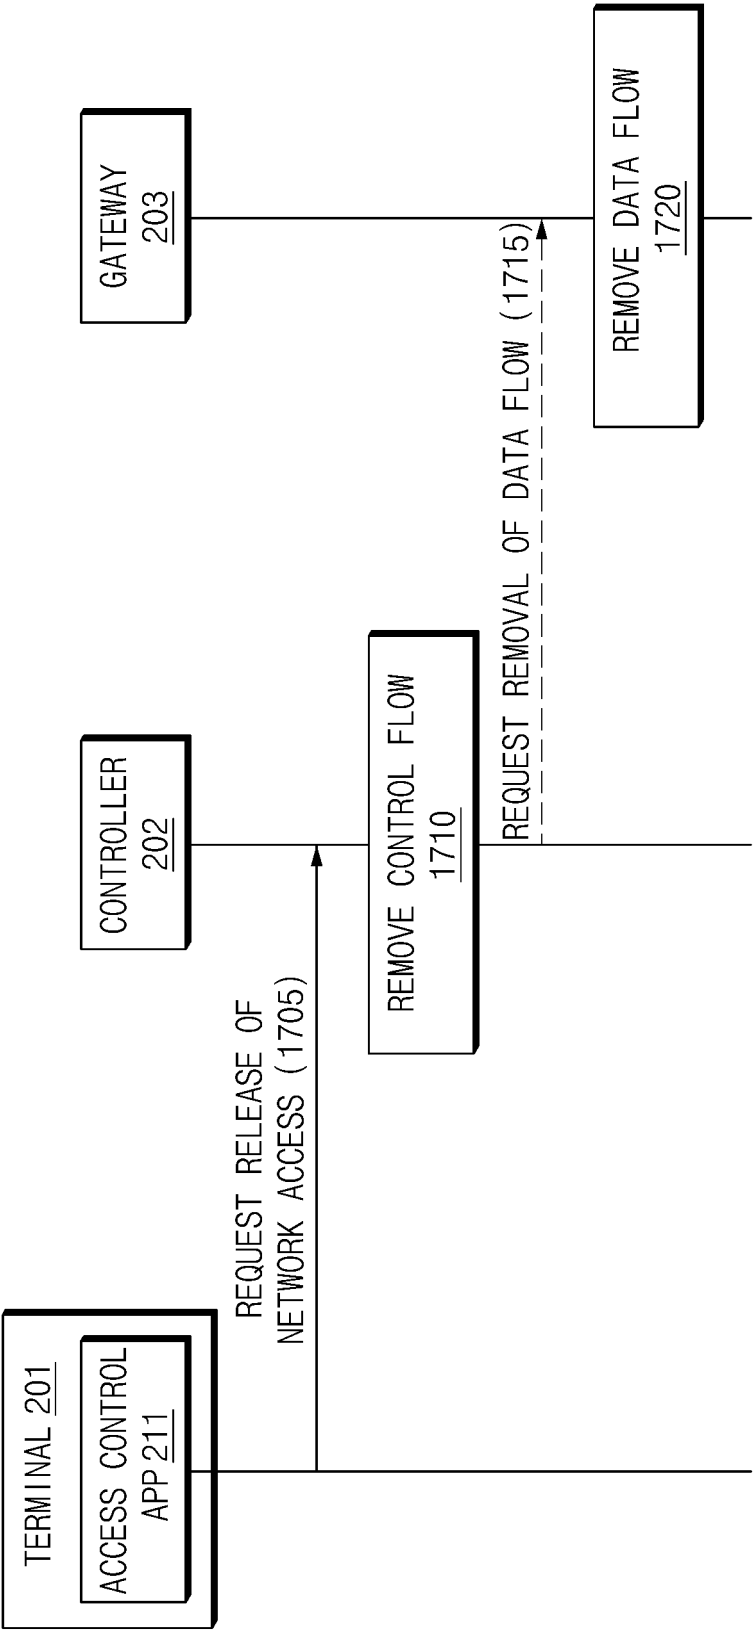 TERMINAL 201
ACCESS CONTROL
APP 211
CONTROLLER
202
GATEWAY
203
REQUEST RELEASE OF
NETWORK ACCESS (1705)
REMOVE CONTROL FLOW
1710
REQUEST REMOVAL OF DATA FLOW (1715)
REMOVE DATA FLOW
1720